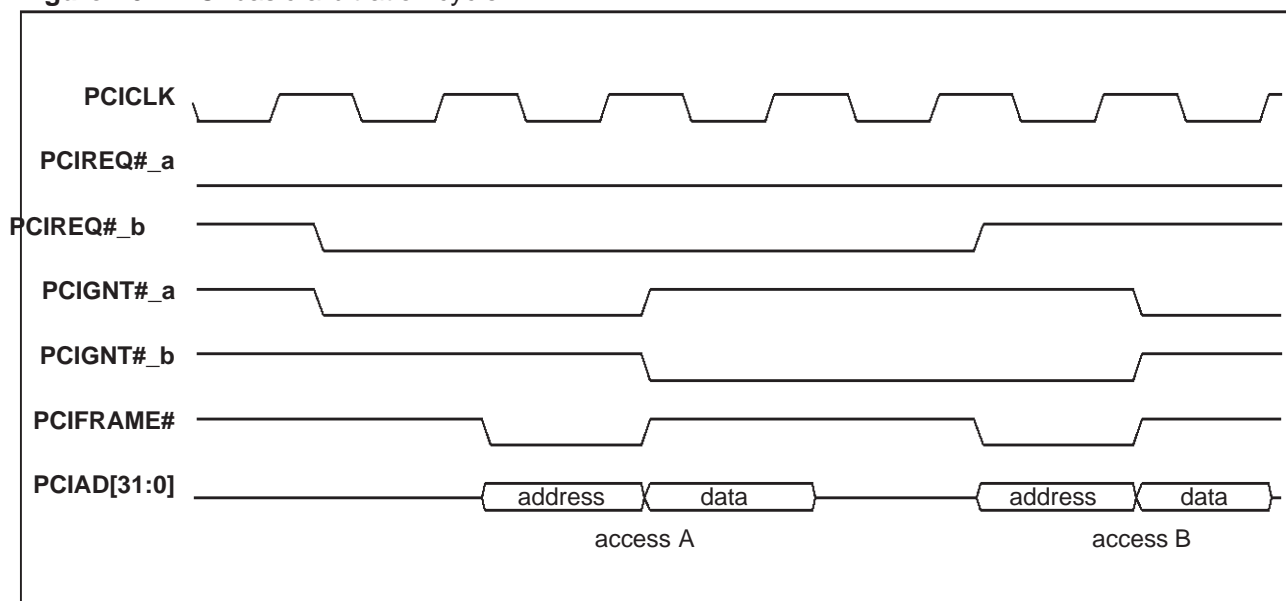 PCICLK
PCIREQ#_a
PCIREQ#_b
PCIGNT#_a
PCIGNT#_b
PCIFRAME#
PCIAD[31:0]
address data address data
access A access B